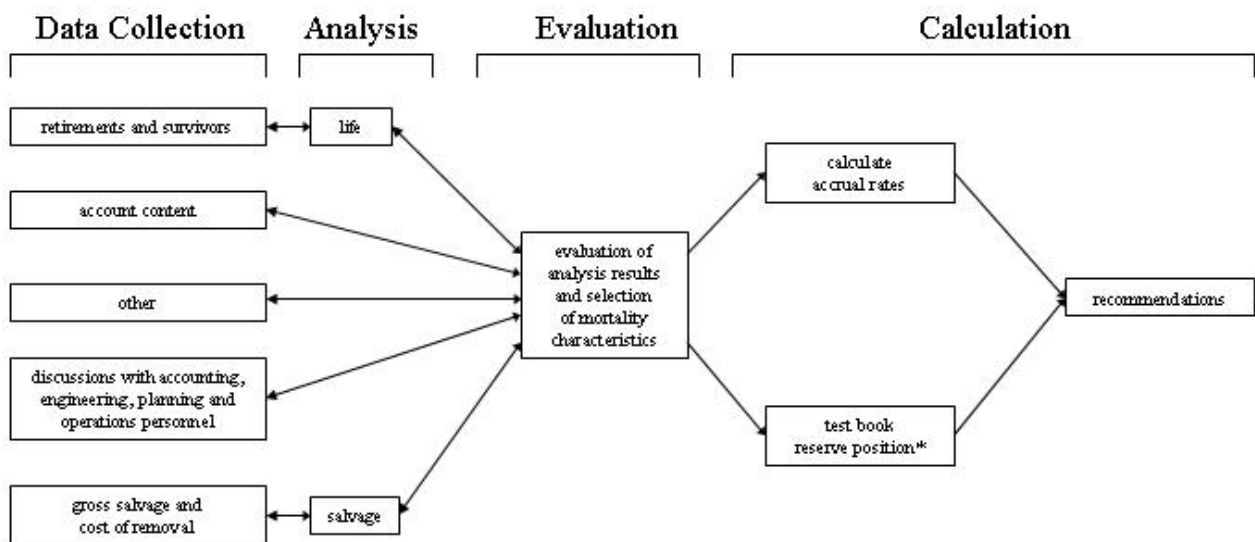 Data Collection
Analysis
Evaluation
Calculation
retirements and survivors
life
account content
other
discussions with accounting,
engineering, planning and
operations personnel
gross salvage and
cost of removal
salvage
evaluation of
analysis results
and selection
of mortality
characteristics
calculate
accrual rates
test book
reserve position*
recommendations